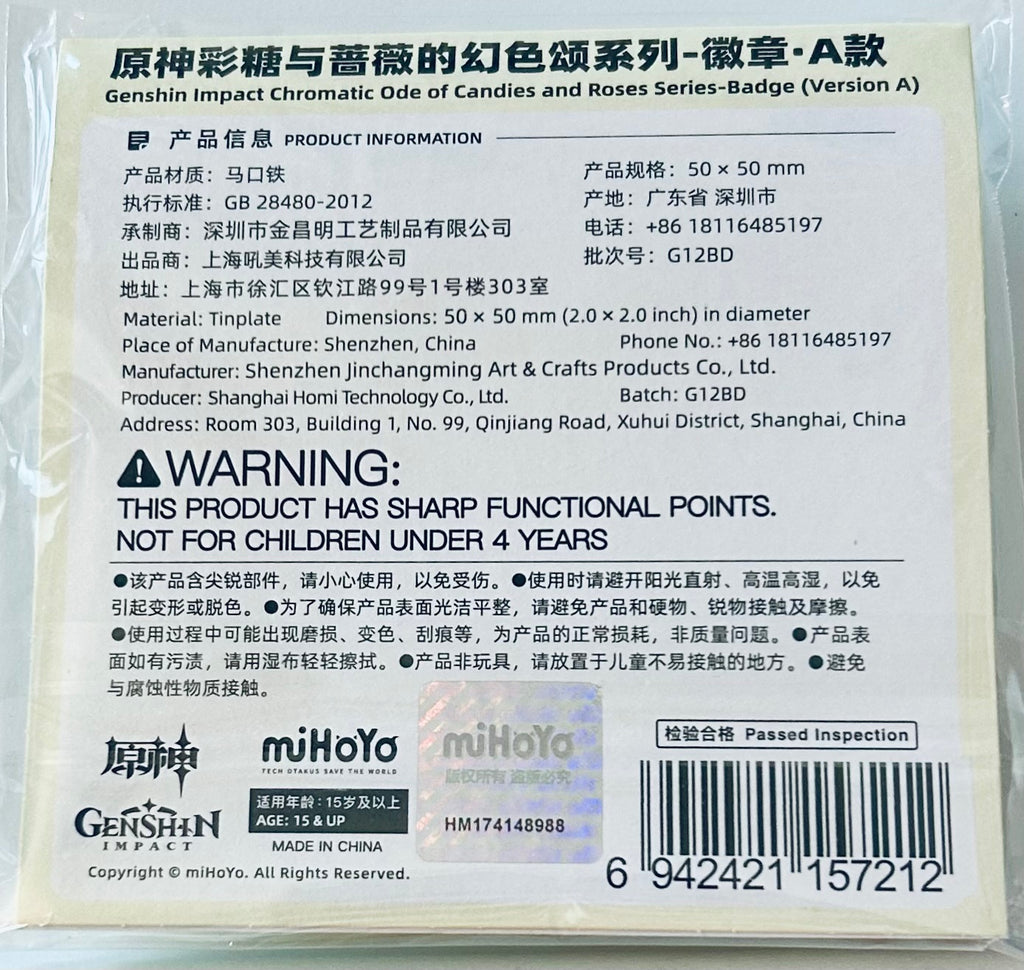 原神彩糖与蔷薇的幻色颂系列-徽章·A款
Genshin Impact Chromatic Ode of Candies and Roses Series-Badge (Version A)
产品信息 PRODUCT INFORMATION
产品材质：马口铁 产品规格：50 × 50 mm
执行标准：GB 28480-2012 产地：广东省 深圳市
承制商：深圳市金昌明工艺制品有限公司 电话：+86 18116485197
出品商：上海吼美科技有限公司 批次号：G12BD
地址：上海市徐汇区钦江路99号1号楼303室
Material: Tinplate Dimensions: 50 × 50 mm (2.0 × 2.0 inch) in diameter
Place of Manufacture: Shenzhen, China Phone No.: +86 18116485197
Manufacturer: Shenzhen Jinchangming Art & Crafts Products Co., Ltd.
Producer: Shanghai Homi Technology Co., Ltd. Batch: G12BD
Address: Room 303, Building 1, No. 99, Qinjiang Road, Xuhui District, Shanghai, China
WARNING:
THIS PRODUCT HAS SHARP FUNCTIONAL POINTS.
NOT FOR CHILDREN UNDER 4 YEARS
●该产品含尖锐部件，请小心使用，以免受伤。●使用时请避开阳光直射、高温高湿，以免
引起变形或脱色。●为了确保产品表面光洁平整，请避免产品和硬物、锐物接触及摩擦。
●使用过程中可能出现磨损、变色、刮痕等，为产品的正常损耗，非质量问题。●产品表
面如有污渍，请用湿布轻轻擦拭。●产品非玩具，请放置于儿童不易接触的地方。●避免
与腐蚀性物质接触。
原神
GENSHIN
IMPACT
miHoYo
TECH OTAKUS SAVE THE WORLD
适用年龄：15岁及以上
AGE: 15 & UP
MADE IN CHINA
Copyright © miHoYo. All Rights Reserved.
miHoYo
版权所有 盗版必究
HM174148988
检验合格 Passed Inspection
6 942421 157212